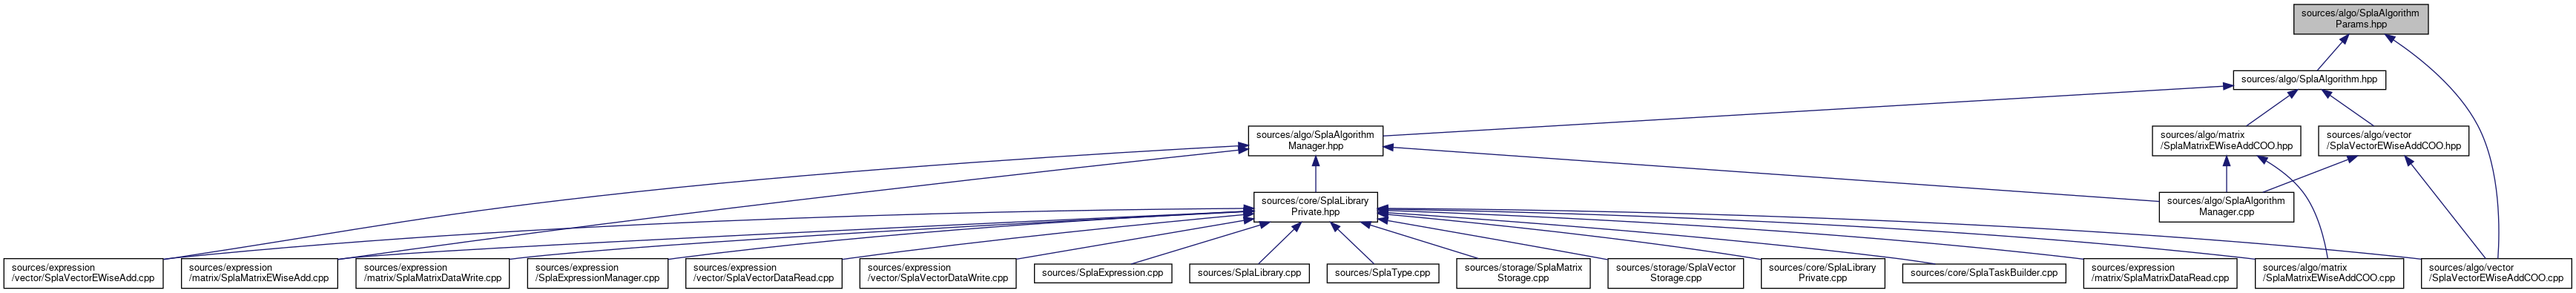 sources/algo/SplaAlgorithm
Params.hpp
sources/algo/SplaAlgorithm.hpp
sources/algo/SplaAlgorithm
Manager.hpp
sources/algo/matrix
/SplaMatrixEWiseAddCOO.hpp
sources/algo/vector
/SplaVectorEWiseAddCOO.hpp
sources/core/SplaLibrary
Private.hpp
sources/algo/SplaAlgorithm
Manager.cpp
sources/expression
/vector/SplaVectorEWiseAdd.cpp
sources/expression
/matrix/SplaMatrixEWiseAdd.cpp
sources/expression
/matrix/SplaMatrixDataWrite.cpp
sources/expression
/SplaExpressionManager.cpp
sources/expression
/vector/SplaVectorDataRead.cpp
sources/expression
/vector/SplaVectorDataWrite.cpp
sources/SplaExpression.cpp
sources/SplaLibrary.cpp
sources/SplaType.cpp
sources/storage/SplaMatrix
Storage.cpp
sources/storage/SplaVector
Storage.cpp
sources/core/SplaLibrary
Private.cpp
sources/core/SplaTaskBuilder.cpp
sources/expression
/matrix/SplaMatrixDataRead.cpp
sources/algo/matrix
/SplaMatrixEWiseAddCOO.cpp
sources/algo/vector
/SplaVectorEWiseAddCOO.cpp